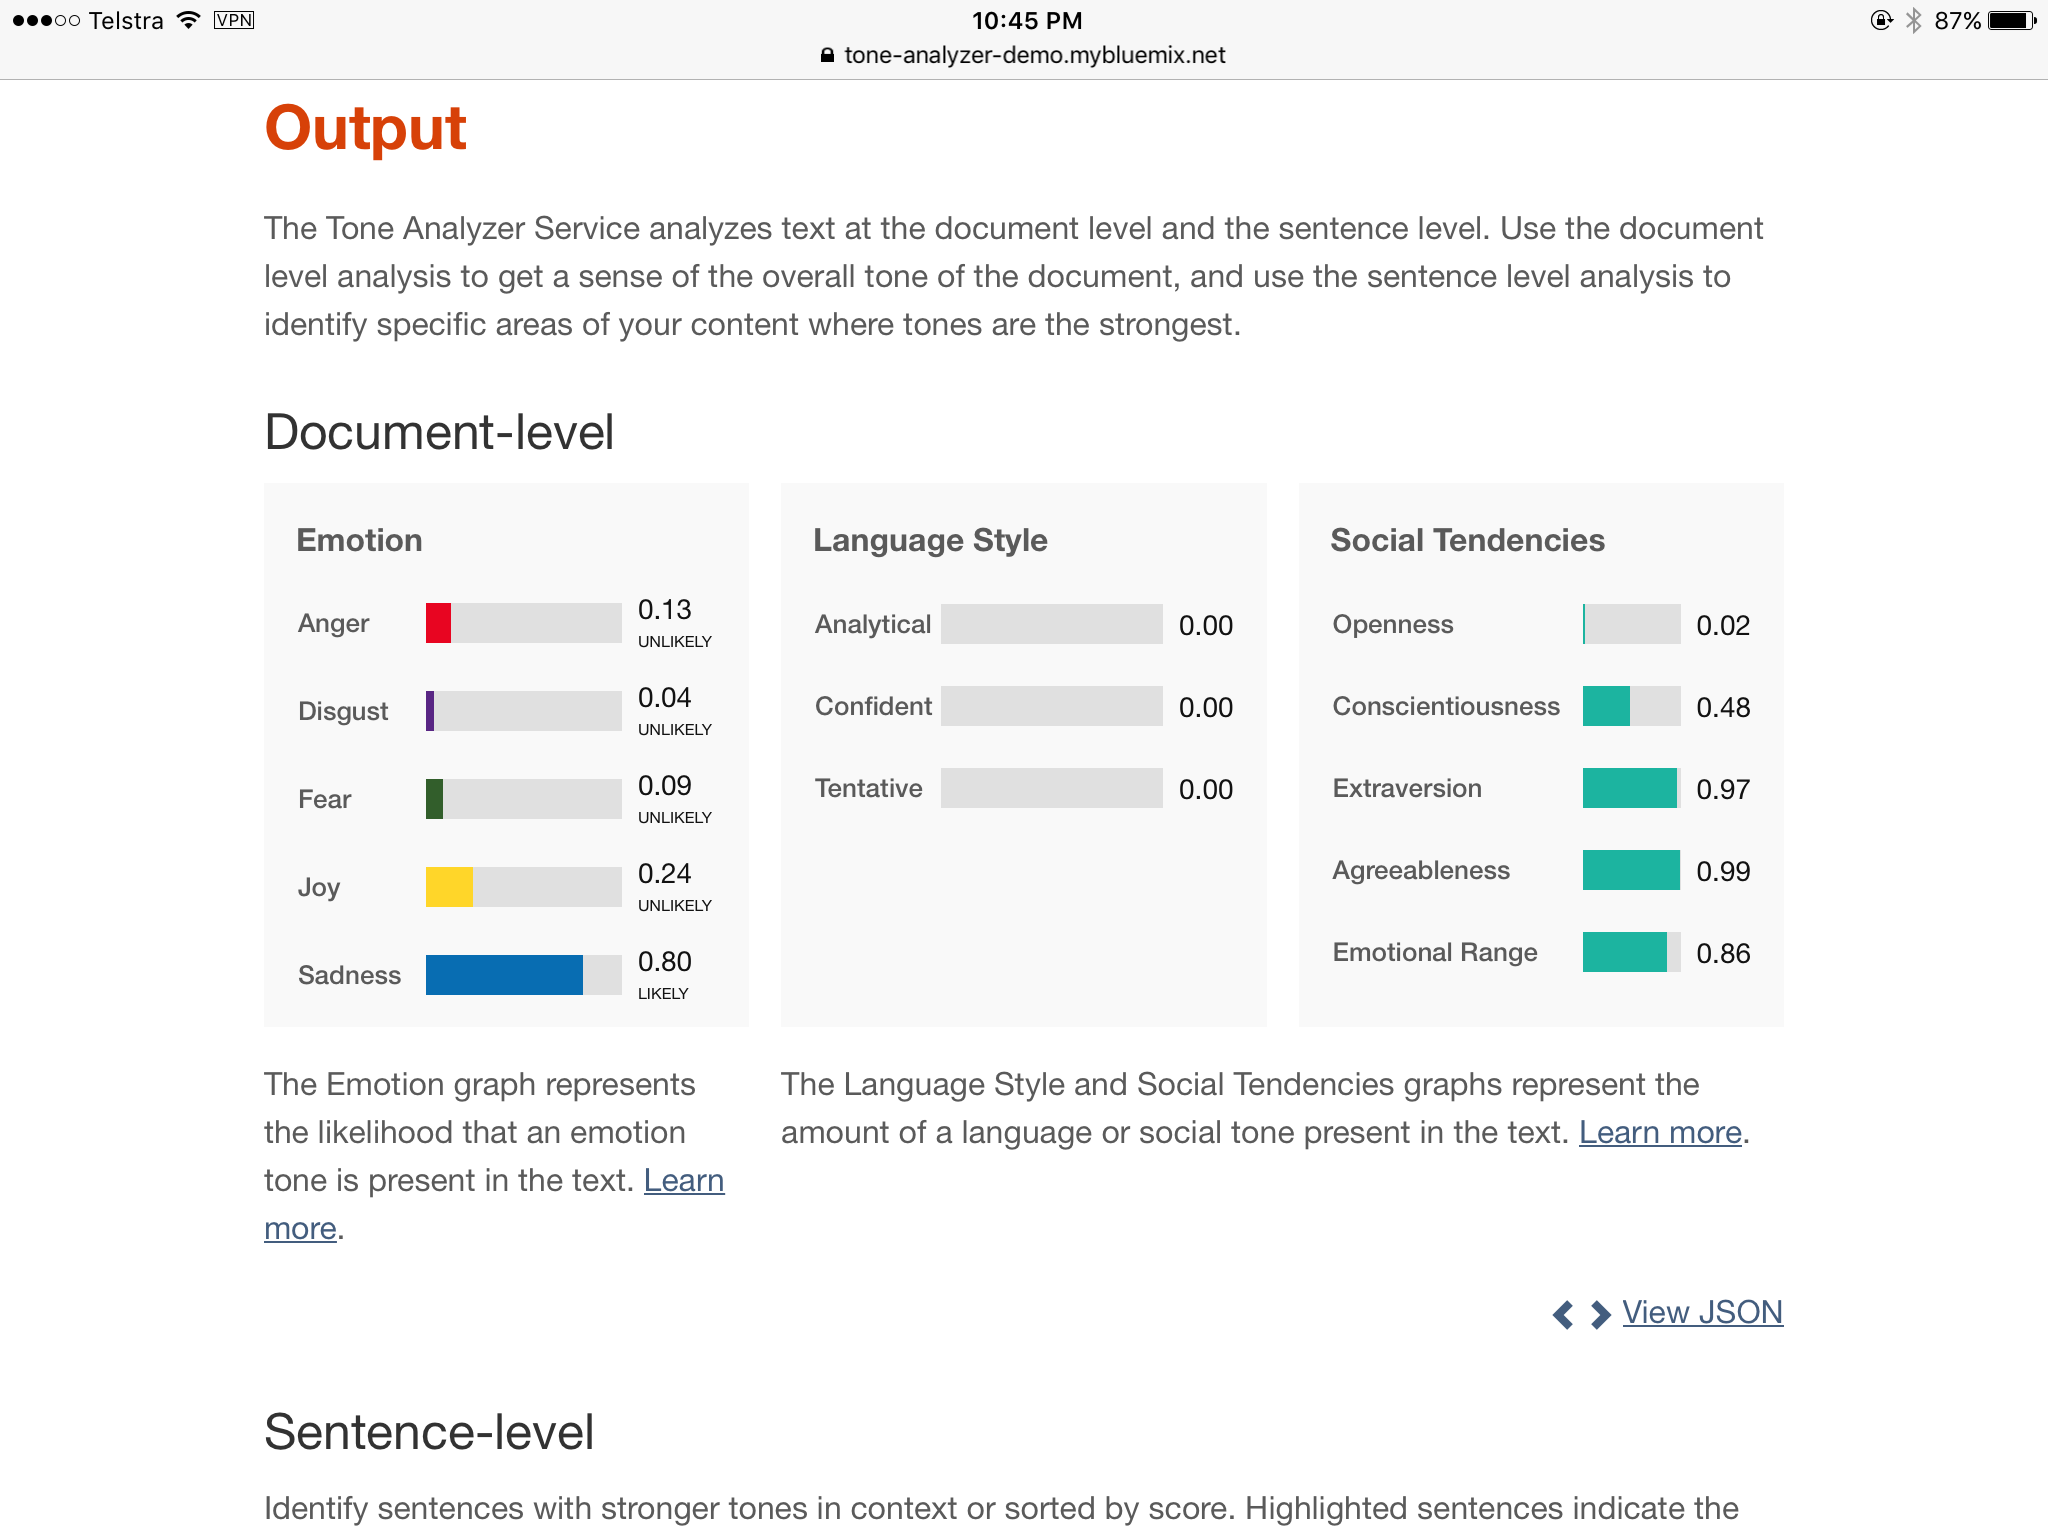 Telstra VPN 10:45 PM 87%
tone-analyzer-demo.mybluemix.net
Output
The Tone Analyzer Service analyzes text at the document level and the sentence level. Use the document
level analysis to get a sense of the overall tone of the document, and use the sentence level analysis to
identify specific areas of your content where tones are the strongest.
Document-level
Emotion
Anger 0.13
UNLIKELY
Disgust 0.04
UNLIKELY
Fear 0.09
UNLIKELY
Joy 0.24
UNLIKELY
Sadness 0.80
LIKELY
Language Style
Analytical 0.00
Confident 0.00
Tentative 0.00
Social Tendencies
Openness 0.02
Conscientiousness 0.48
Extraversion 0.97
Agreeableness 0.99
Emotional Range 0.86
The Emotion graph represents
the likelihood that an emotion
tone is present in the text. Learn
more.
The Language Style and Social Tendencies graphs represent the
amount of a language or social tone present in the text. Learn more.
View JSON
Sentence-level
Identify sentences with stronger tones in context or sorted by score. Highlighted sentences indicate the